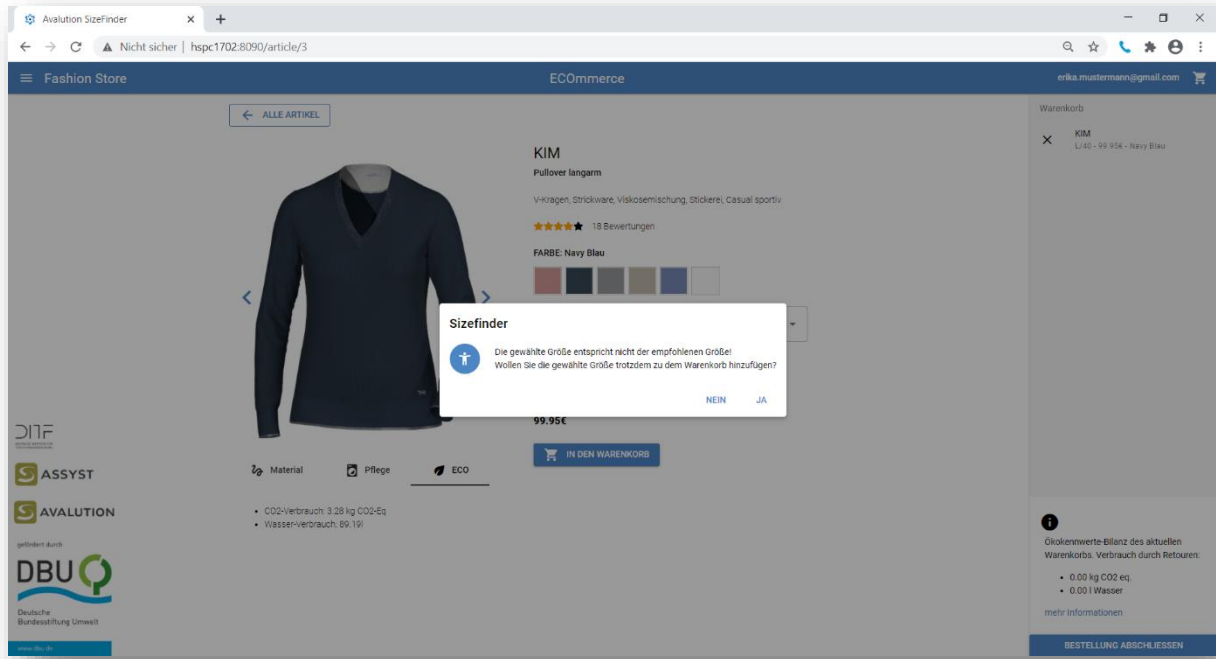 Avalution SizeFinder
Nicht sicher | hspc1702:8090/article/3
Fashion Store
ECOmmerce
erika.mustermann@gmail.com
ALLE ARTIKEL
KIM
Pullover langarm
V-Kragen, Strickware, Viskosemischung, Stickerei, Casual sportiv
18 Bewertungen
FARBE: Navy Blau
Sizefinder
Die gewählte Größe entspricht nicht der empfohlenen Größe!
Wollen Sie die gewählte Größe trotzdem zu dem Warenkorb hinzufügen?
NEIN JA
99.95€
IN DEN WARENKORB
Material Pflege ECO
CO2-Verbrauch: 3.28 kg CO2-Eq
Wasser-Verbrauch: 89.19l
DITF
ASSYST
AVALUTION
gefördert durch
DBU
Deutsche
Bundesstiftung Umwelt
www.dbu.de
Warenkorb
KIM
L/40 - 99.95€ - Navy Blau
Ökokennwerte-Bilanz des aktuellen
Warenkorbs. Verbrauch durch Retouren:
0.00 kg CO2 eq.
0.00 l Wasser
mehr Informationen
BESTELLUNG ABSCHLIESSEN